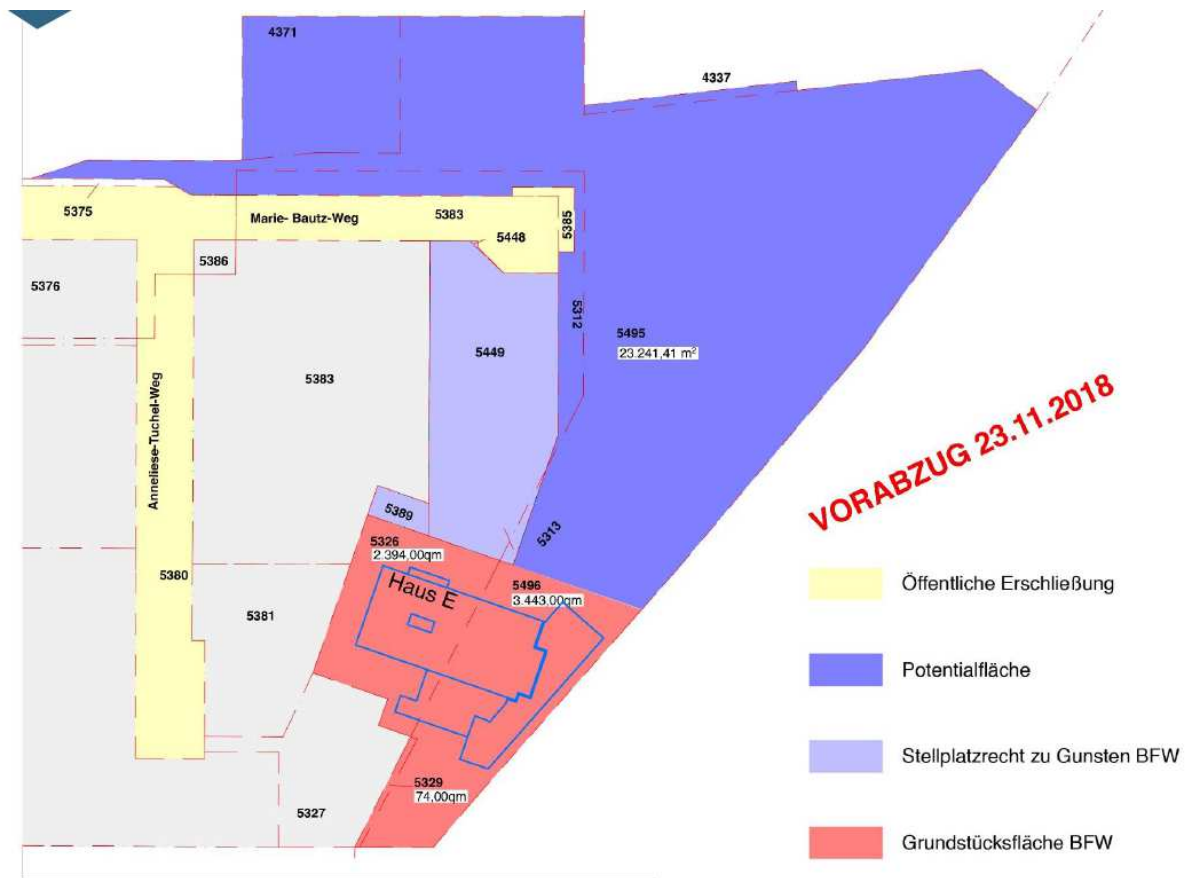 4371
4337
5375
Marie- Bautz-Weg
5383
5385
5448
5386
5376
5312
5495
23.241,41 m²
5449
5383
Anneliese-Tuchel-Weg
VORABZUG 23.11.2018
5389
5313
5326
2.394,00qm
5496
3.443,00qm
Haus E
5380
5381
5329
74,00qm
5327
Öffentliche Erschließung
Potentialfläche
Stellplatzrecht zu Gunsten BFW
Grundstücksfläche BFW